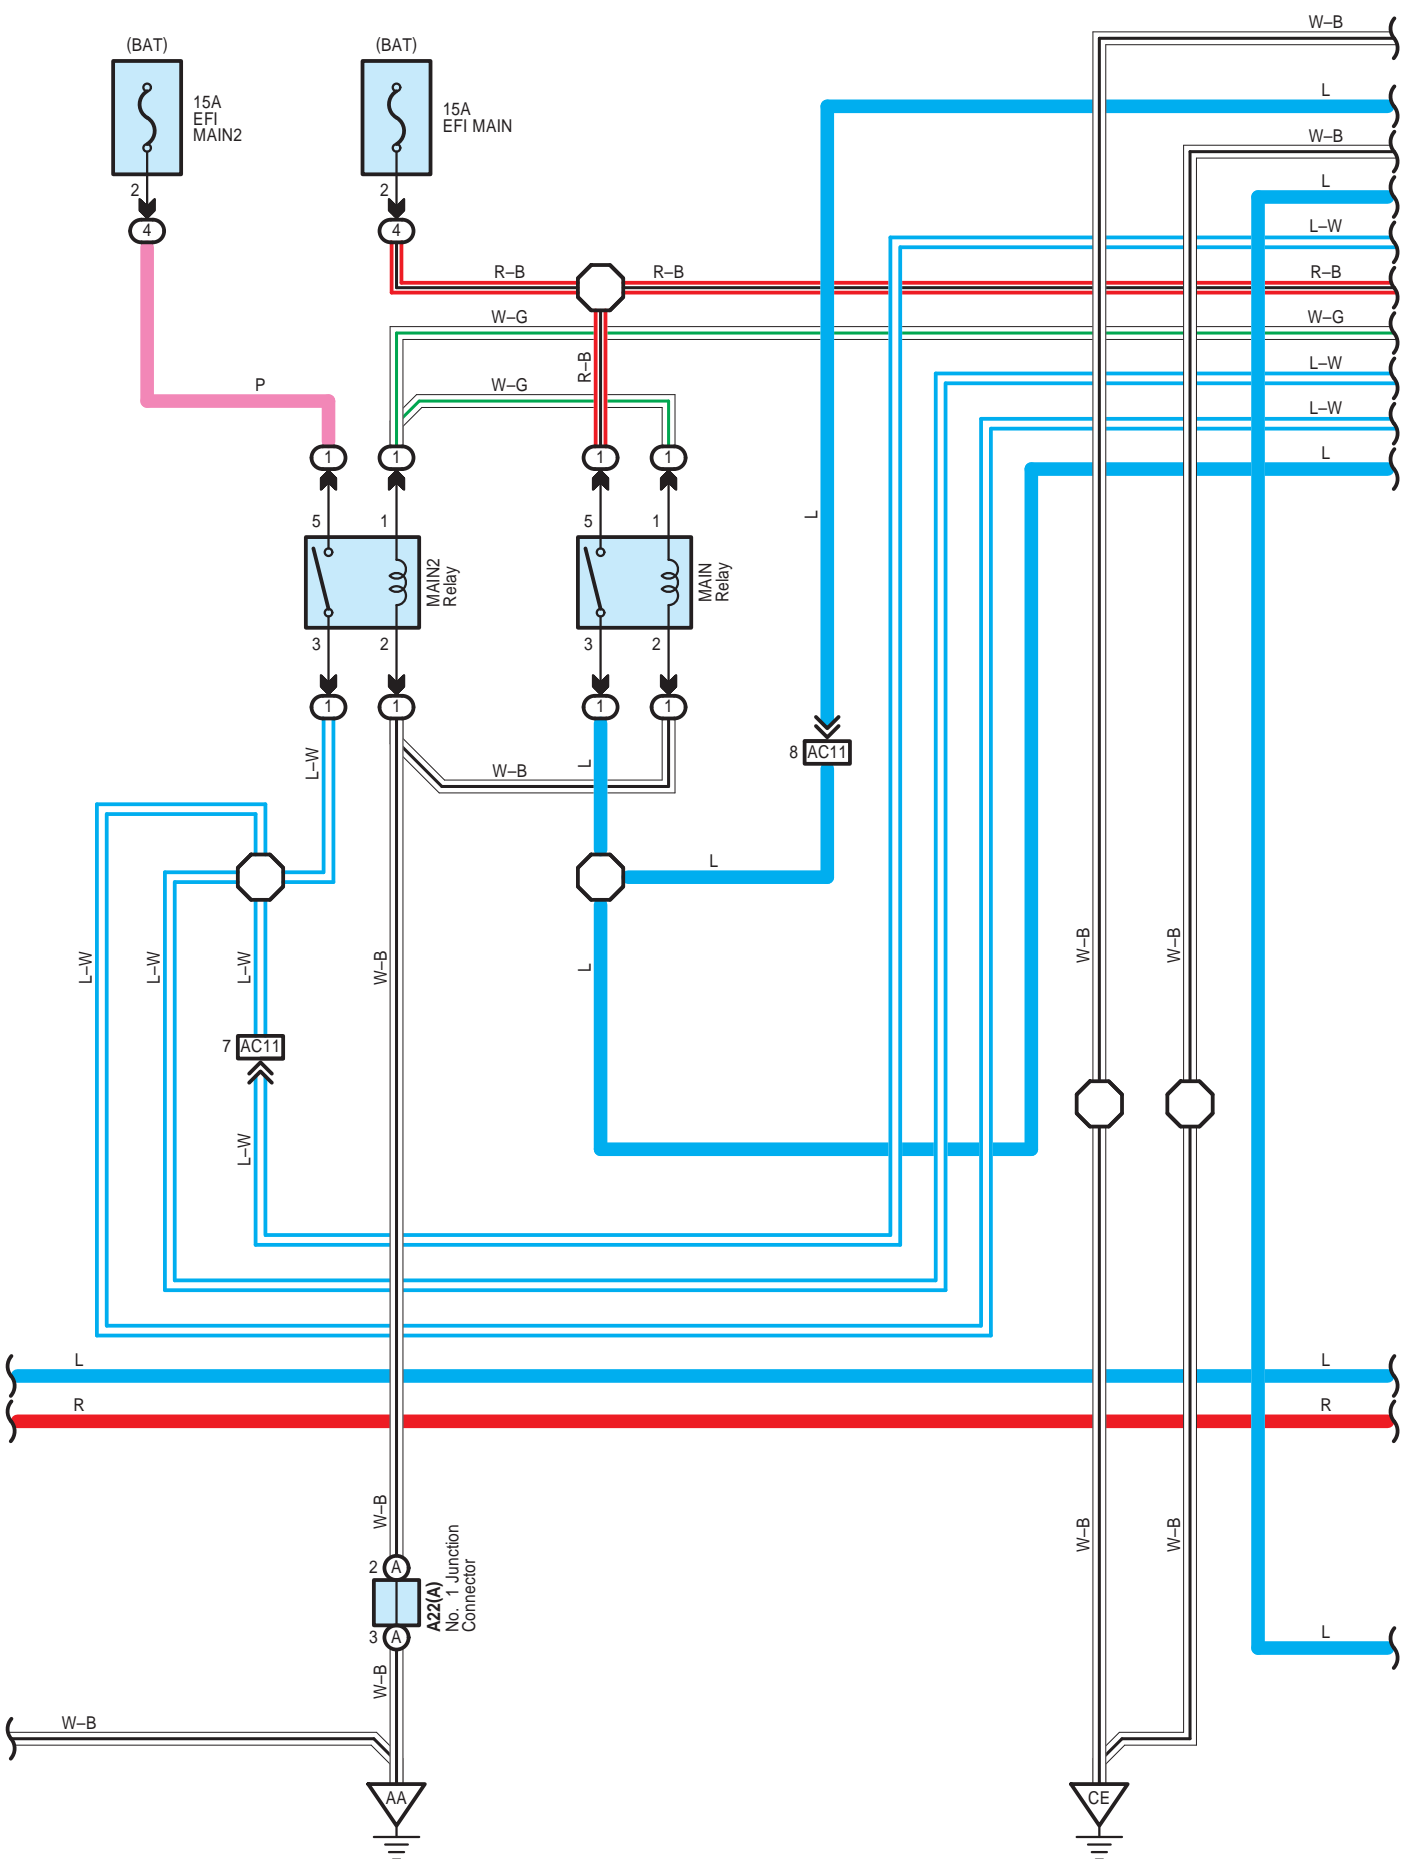 W–B
(BAT)
(BAT)
15A
EFI
MAIN2
15A
EFI MAIN
L
W–B
2
2
L
4
4
L–W
R–B
R–B
R–B
W–G
W–G
R–B
L–W
P
W–G
L–W
1
1
1
1
L
5
1
5
1
L
MAIN2
Relay
MAIN
Relay
3
2
3
2
1
1
1
1
L–W
W–B
L
8
AC11
L
L–W
L–W
L–W
W–B
L
W–B
W–B
7
AC11
L–W
L
L
R
R
W–B
W–B
W–B
2
A
A22(A)
No. 1 Junction
Connector
3
A
W–B
L
W–B
AA
CE